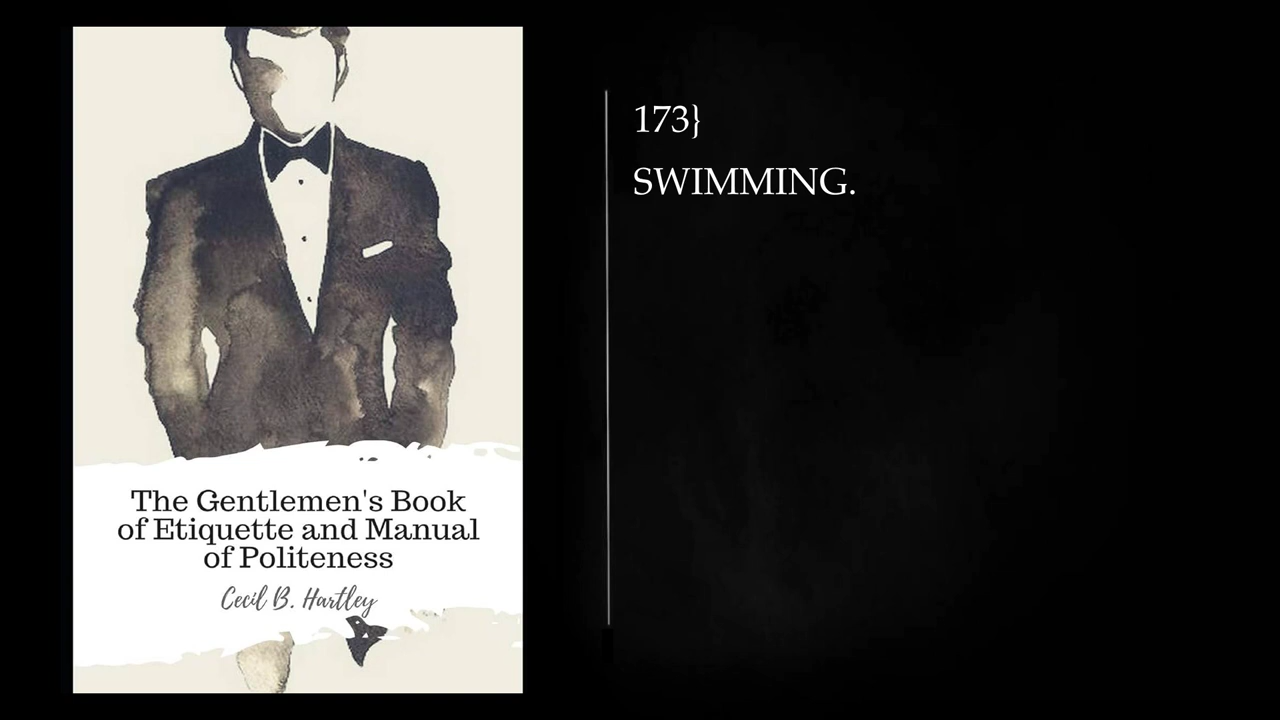 The Gentlemen's Book
of Etiquette and Manual
of Politeness
Cecil B. Hartley
173}
SWIMMING.